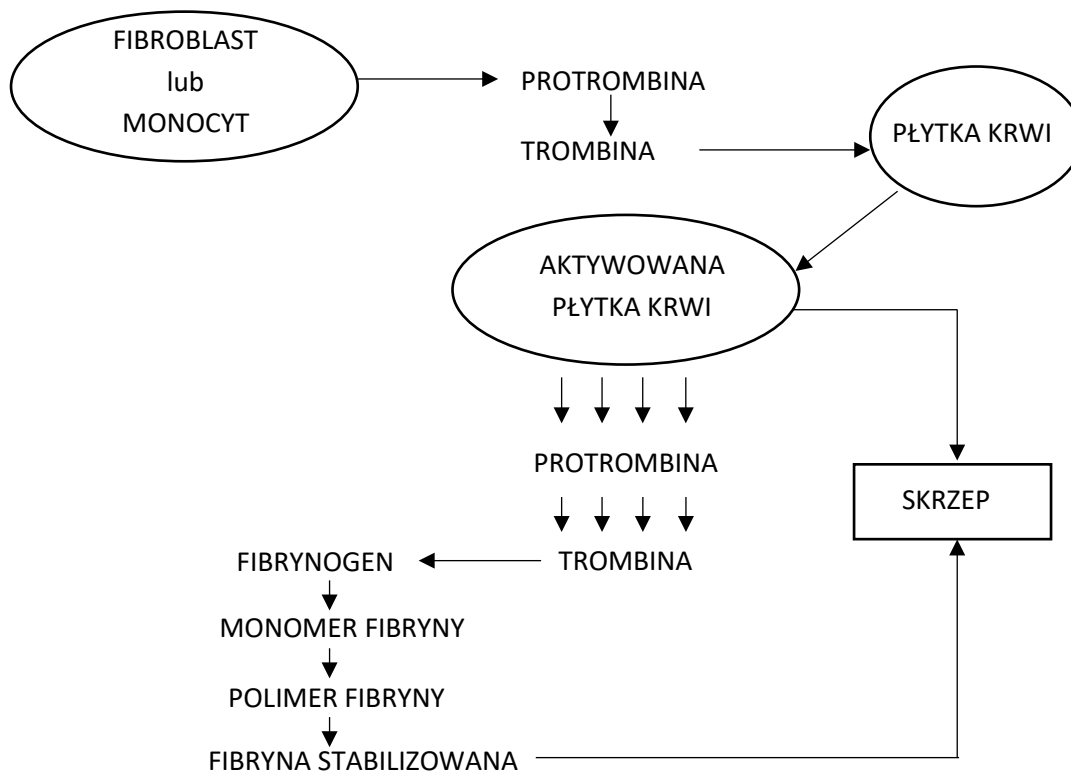 FIBROBLAST
lub
MONOCYT
PROTROMBINA
TROMBINA
PŁYTKA KRWI
AKTYWOWANA
PŁYTKA KRWI
PROTROMBINA
SKRZEP
TROMBINA
FIBRYNOGEN
MONOMER FIBRYNY
POLIMER FIBRYNY
FIBRYNA STABILIZOWANA